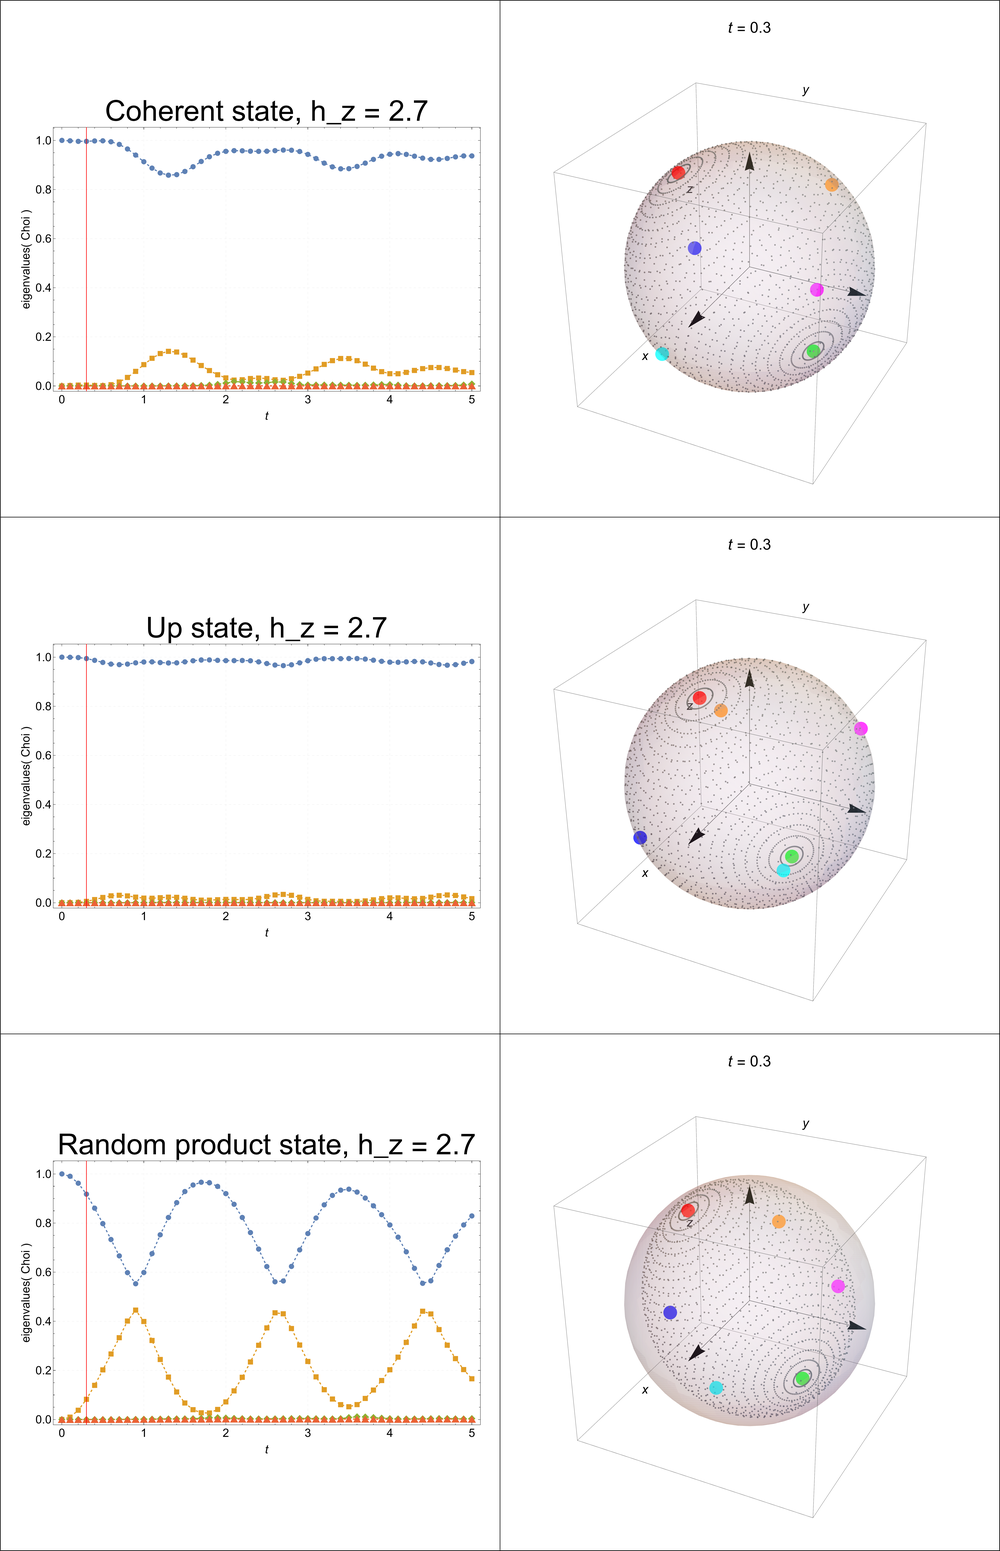 t = 0.3
y
Coherent state, h_z = 2.7
1.0
0.8
0.6
0.4
0.2
0.0
eigenvalues( Choi )
0 1 2 3 4 5
t
z
x
t = 0.3
y
Up state, h_z = 2.7
1.0
0.8
0.6
0.4
0.2
0.0
eigenvalues( Choi )
0 1 2 3 4 5
t
z
x
t = 0.3
y
Random product state, h_z = 2.7
1.0
0.8
0.6
0.4
0.2
0.0
eigenvalues( Choi )
0 1 2 3 4 5
t
z
x